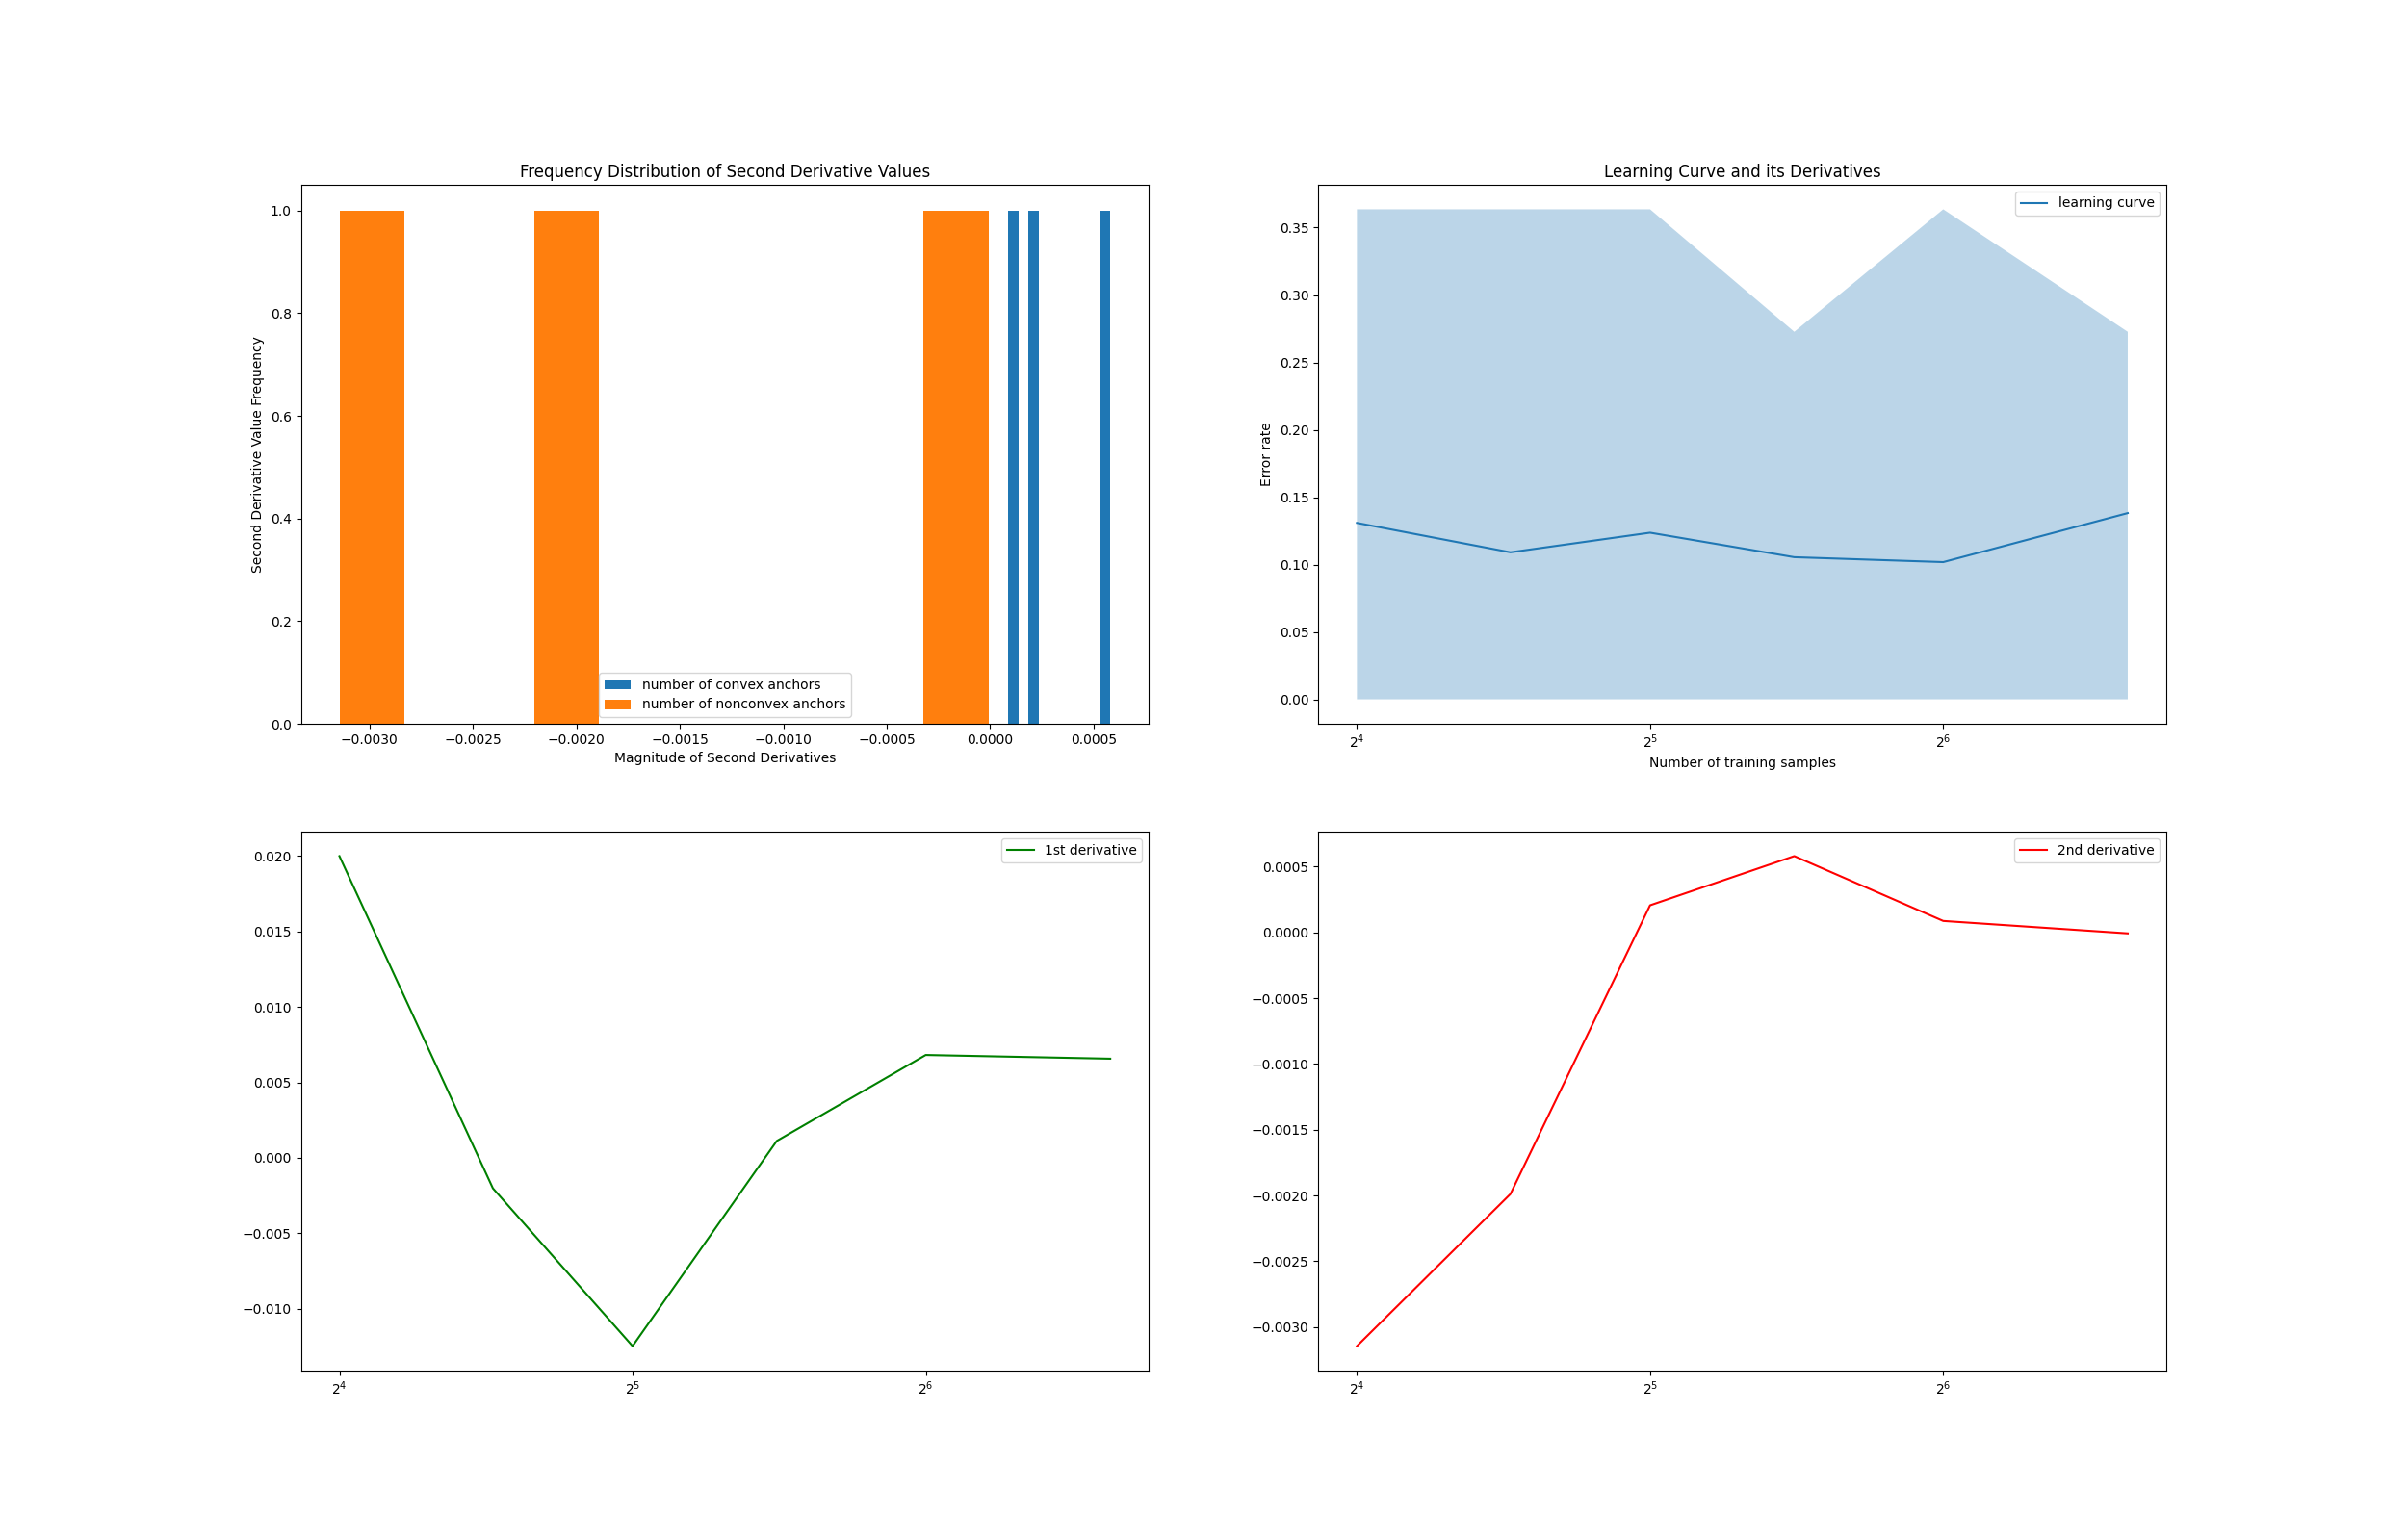 Frequency Distribution of Second Derivative Values
1.0
0.8
0.6
0.4
0.2
0.0
Second Derivative Value Frequency
number of convex anchors
number of nonconvex anchors
−0.0030 −0.0025 −0.0020 −0.0015 −0.0010 −0.0005 0.0000 0.0005
Magnitude of Second Derivatives
Learning Curve and its Derivatives
learning curve
0.35
0.30
0.25
0.20
0.15
0.10
0.05
0.00
Error rate
2⁴ 2⁵ 2⁶
Number of training samples
1st derivative
0.020
0.015
0.010
0.005
0.000
−0.005
−0.010
2⁴ 2⁵ 2⁶
2nd derivative
0.0005
0.0000
−0.0005
−0.0010
−0.0015
−0.0020
−0.0025
−0.0030
2⁴ 2⁵ 2⁶